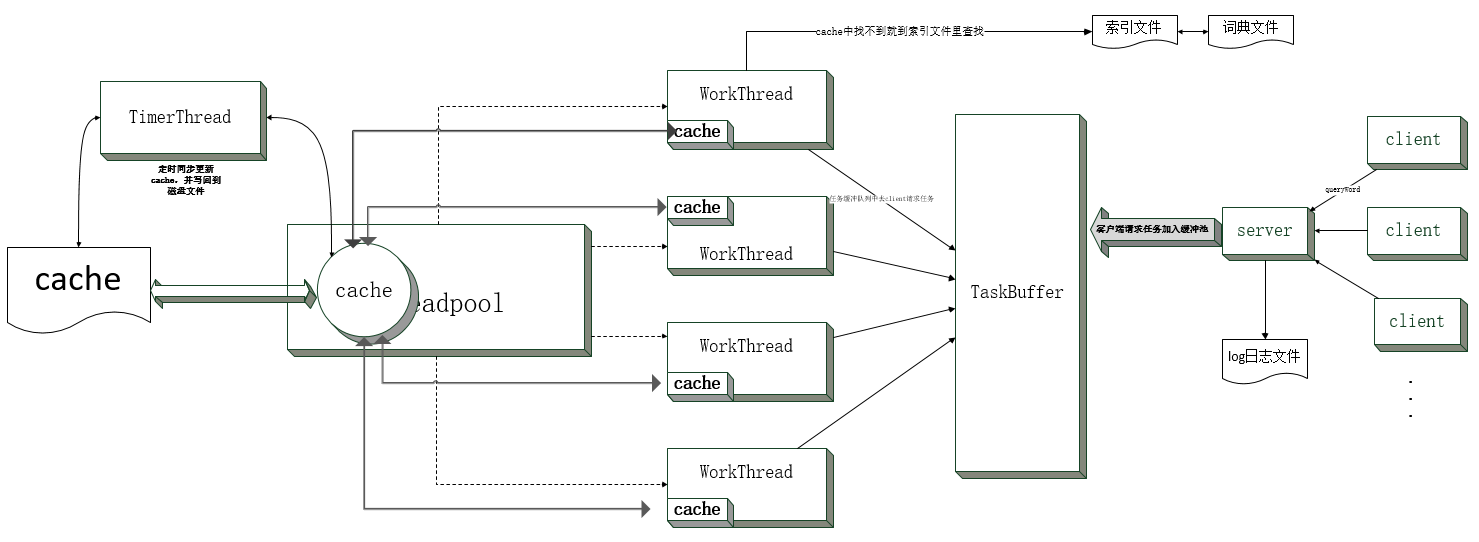 cache中找不到就到索引文件里查找
索引文件
词典文件
TimerThread
定时同步更新
cache，并写回到
磁盘文件
cache
cache
eadpool
WorkThread
cache
cache
WorkThread
WorkThread
cache
WorkThread
cache
任务缓冲队列中去client请求任务
TaskBuffer
客户端请求任务加入缓冲池
server
queryWord
client
client
client
log日志文件